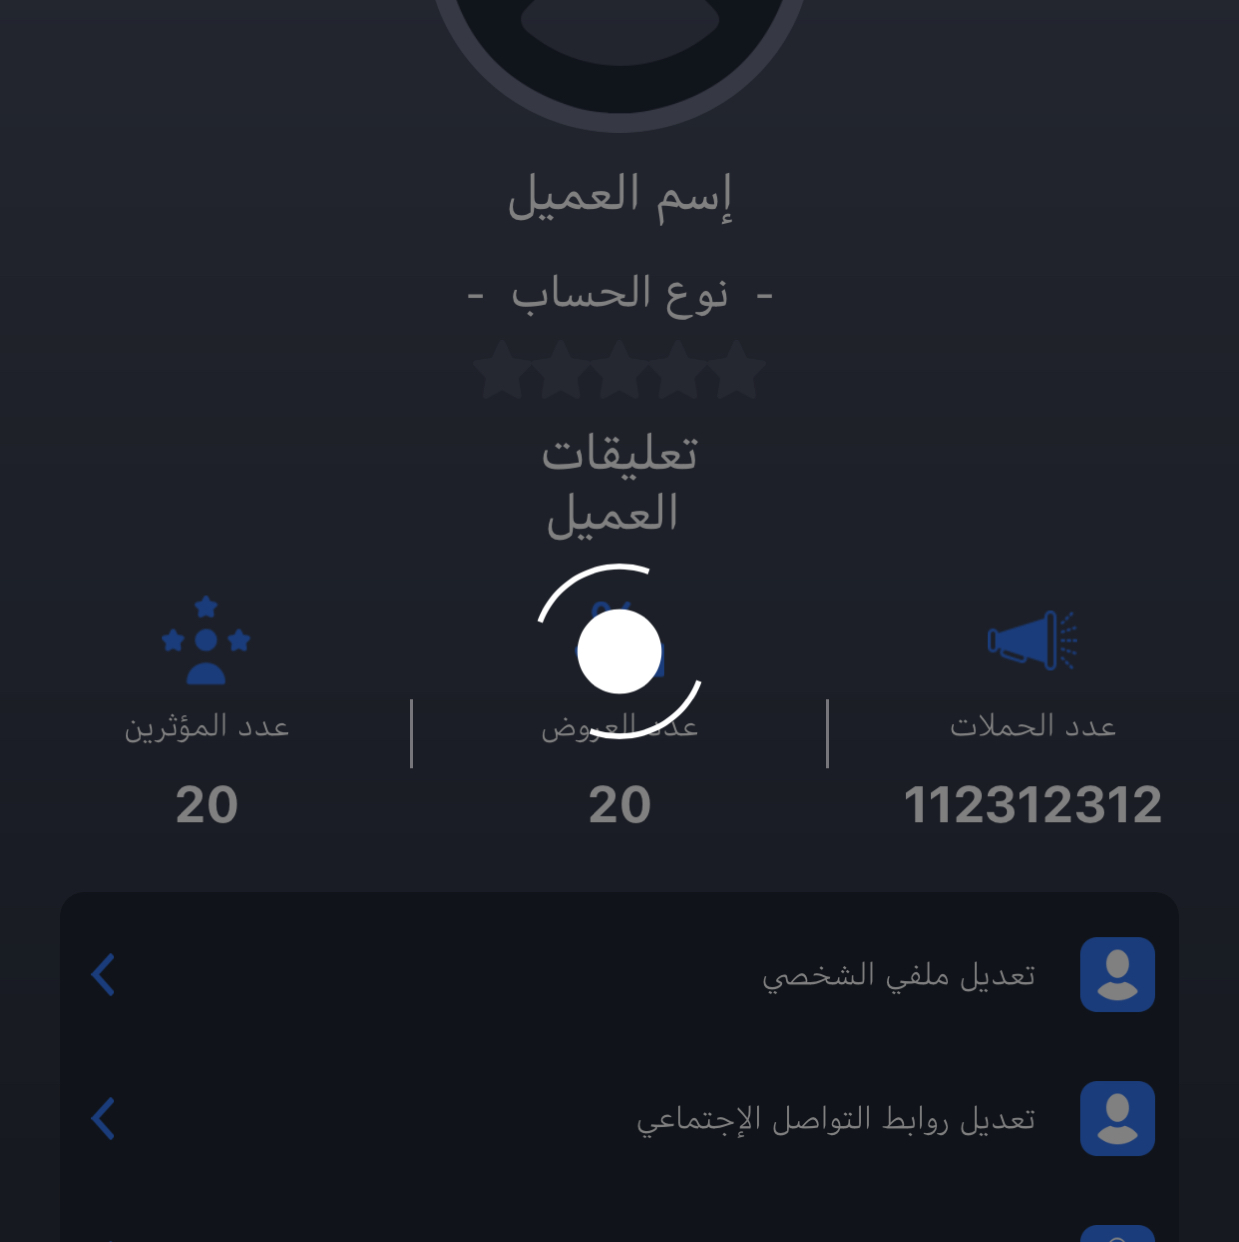 إسم العميل
- نوع الحساب -
تعليقات
العميل
عدد الحملات
112312312
عدد العروض
20
عدد المؤثرين
20
تعديل ملفي الشخصي
تعديل روابط التواصل الإجتماعي